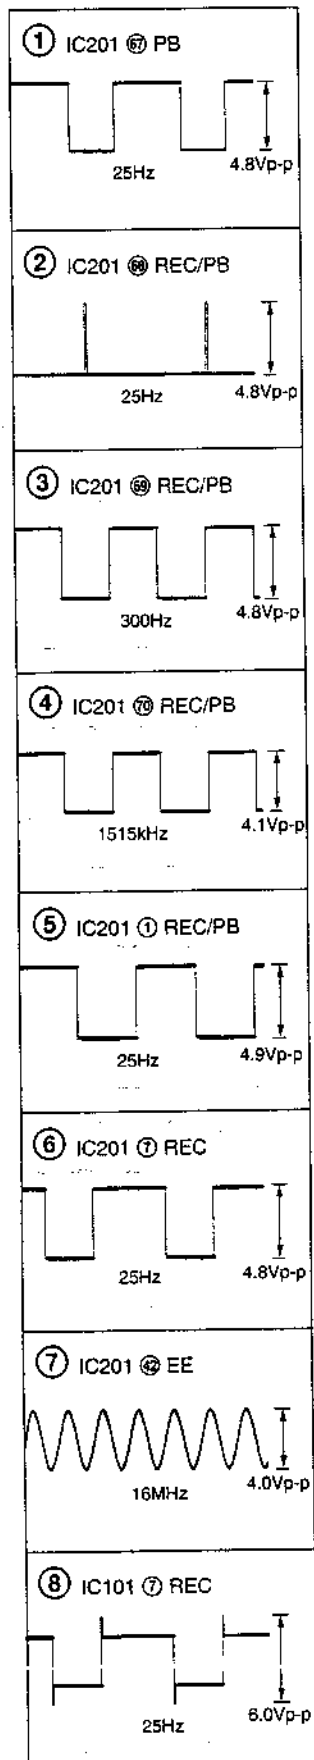 ① IC201 ㊿ PB
25Hz
4.8Vp-p
② IC201 REC/PB
25Hz
4.8Vp-p
③ IC201 69 REC/PB
300Hz
4.8Vp-p
④ IC201 70 REC/PB
1515kHz
4.1Vp-p
⑤ IC201 ① REC/PB
25Hz
4.9Vp-p
⑥ IC201 ⑦ REC
25Hz
4.8Vp-p
⑦ IC201 ㊷ EE
16MHz
4.0Vp-p
⑧ IC101 ⑦ REC
25Hz
6.0Vp-p